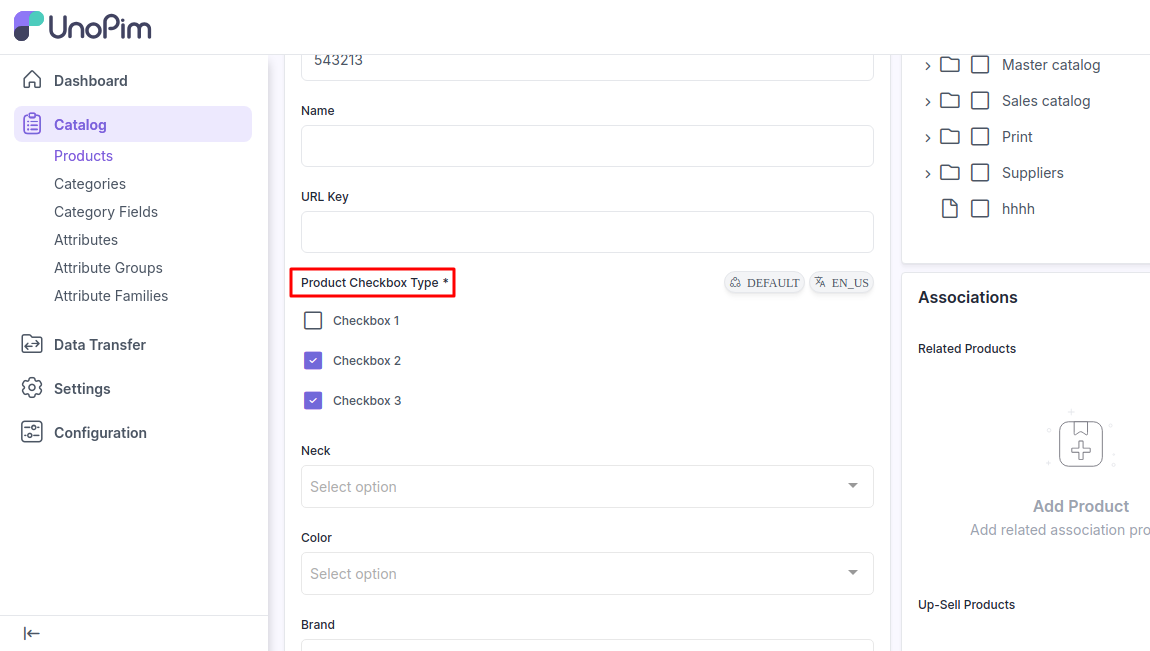 UnoPim
Dashboard
Catalog
Products
Categories
Category Fields
Attributes
Attribute Groups
Attribute Families
Data Transfer
Settings
Configuration
543213
Name
URL Key
Product Checkbox Type *
DEFAULT
EN_US
Checkbox 1
Checkbox 2
Checkbox 3
Neck
Select option
Color
Select option
Brand
Master catalog
Sales catalog
Print
Suppliers
hhhh
Associations
Related Products
Add Product
Add related association pro
Up-Sell Products